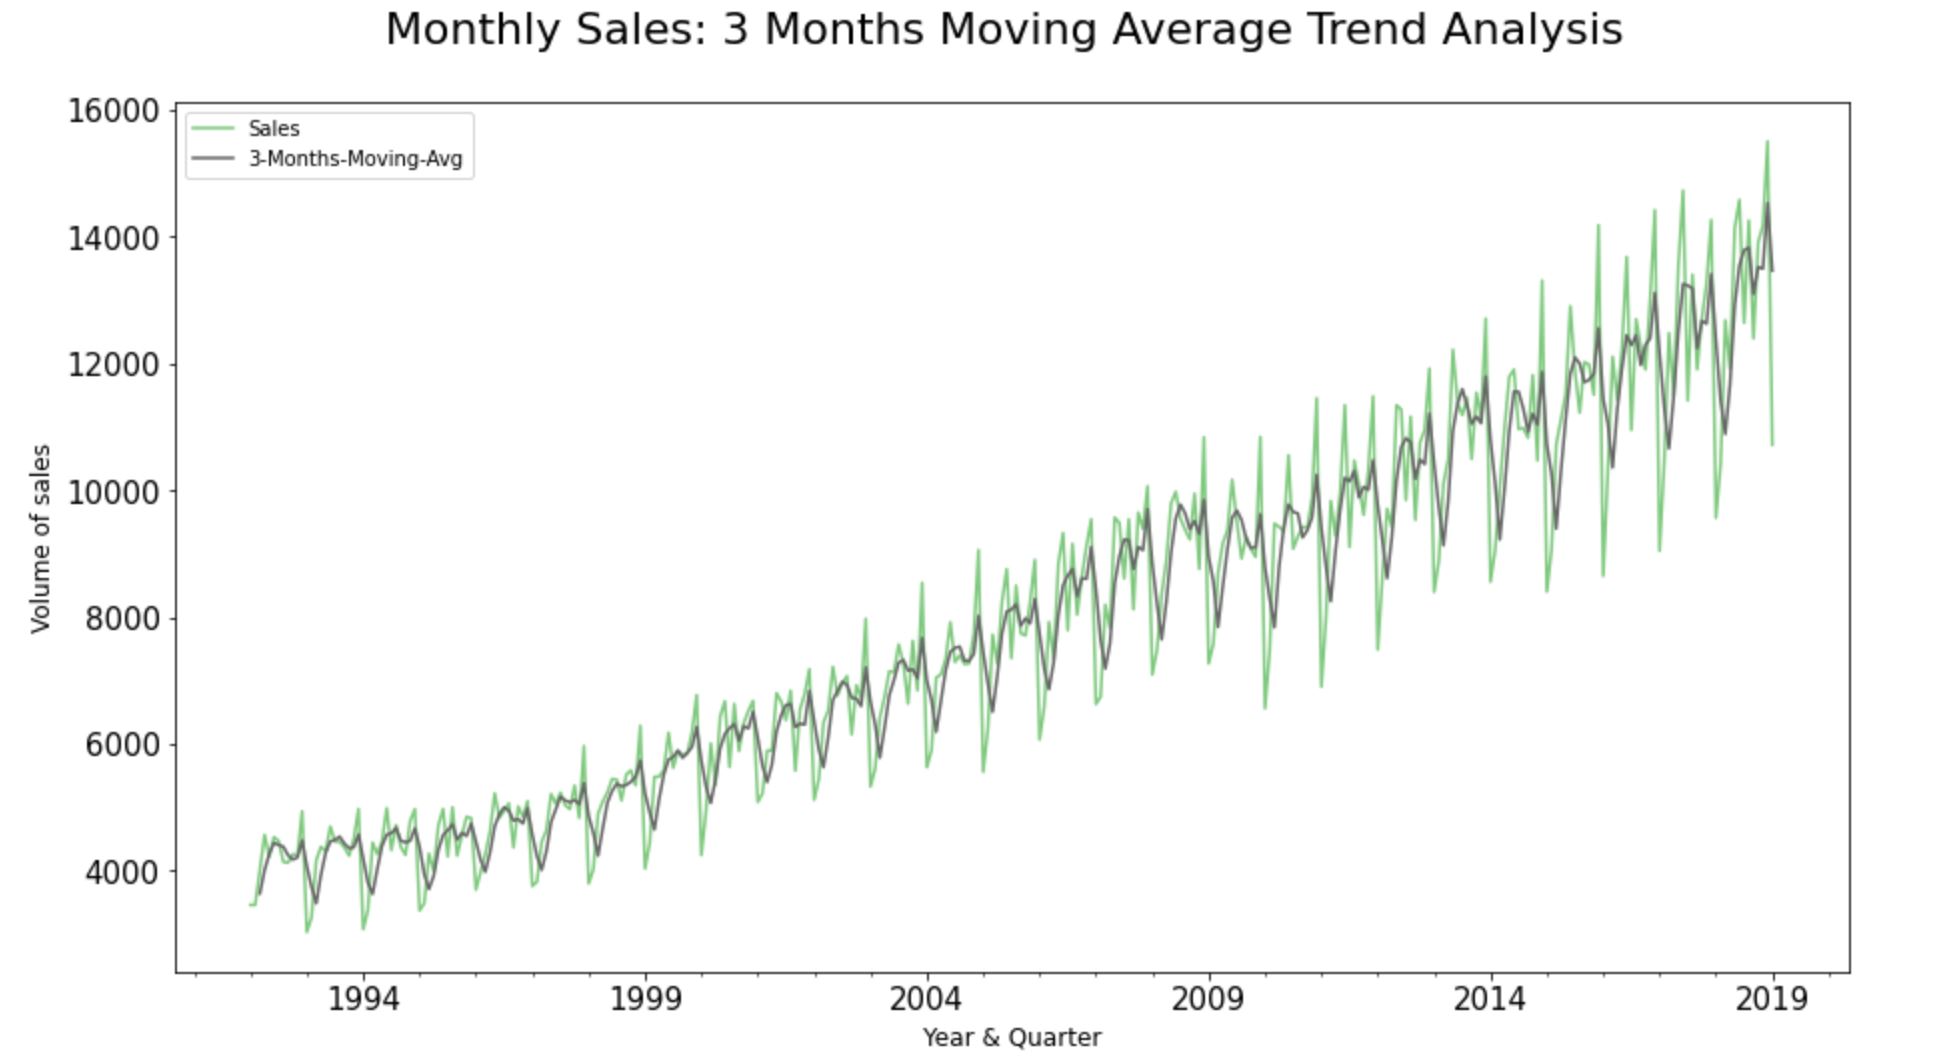 Monthly Sales: 3 Months Moving Average Trend Analysis
16000
Sales
3-Months-Moving-Avg
14000
12000
10000
8000
6000
4000
Volume of sales
1994 1999 2004 2009 2014 2019
Year & Quarter